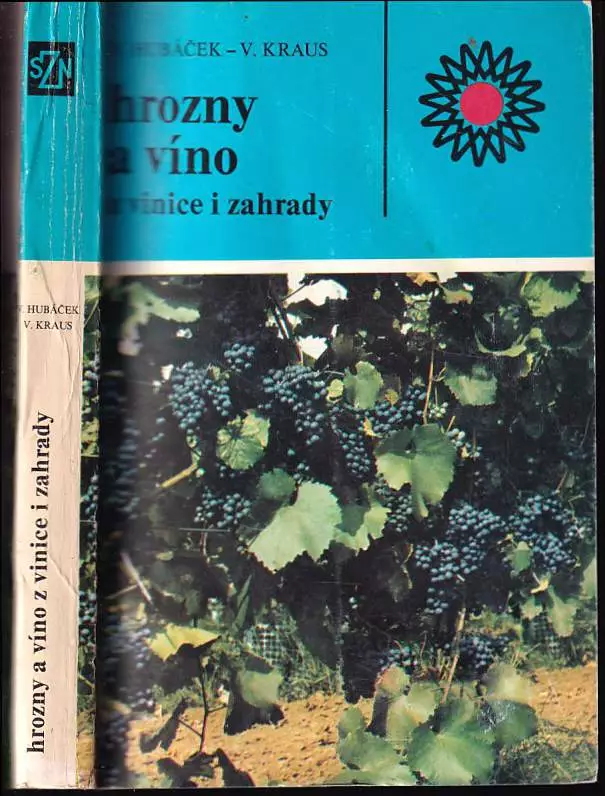 SZN
HUBÁČEK – V. KRAUS
hrozny
a víno
z vinice i zahrady
V. HUBÁČEK
V. KRAUS
hrozny a víno z vinice i zahrady